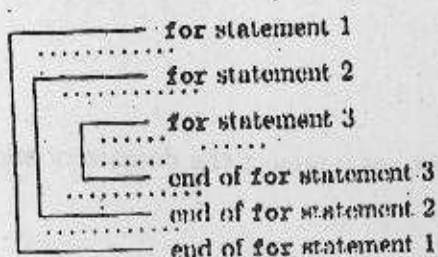 for statement 1
for statement 2
for statement 3
end of for statement 3
end of for statement 2
end of for statement 1